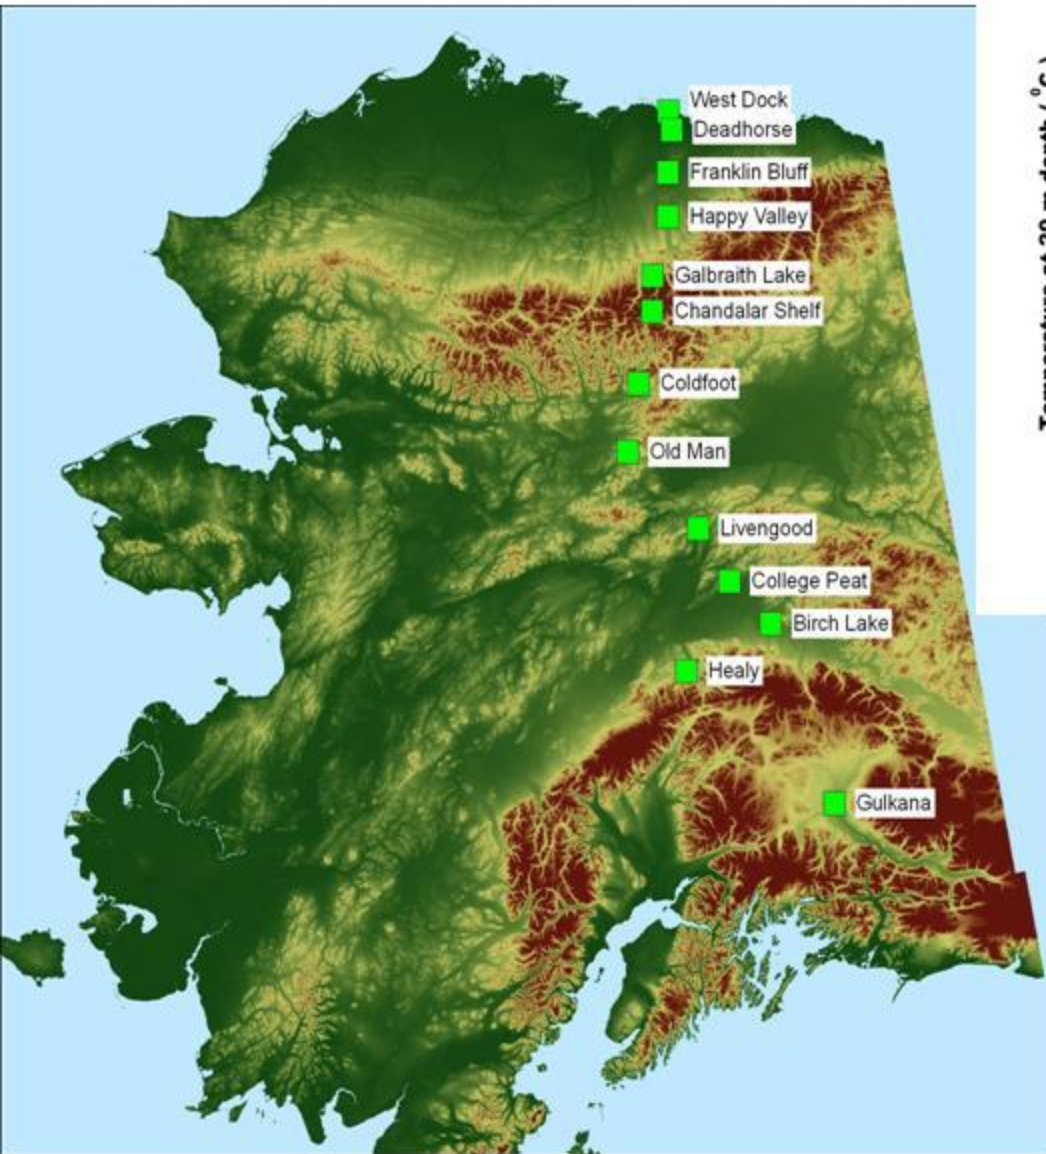 West Dock
Deadhorse
Franklin Bluff
Happy Valley
Galbraith Lake
Chandalar Shelf
Coldfoot
Old Man
Livengood
College Peat
Birch Lake
Healy
Gulkana